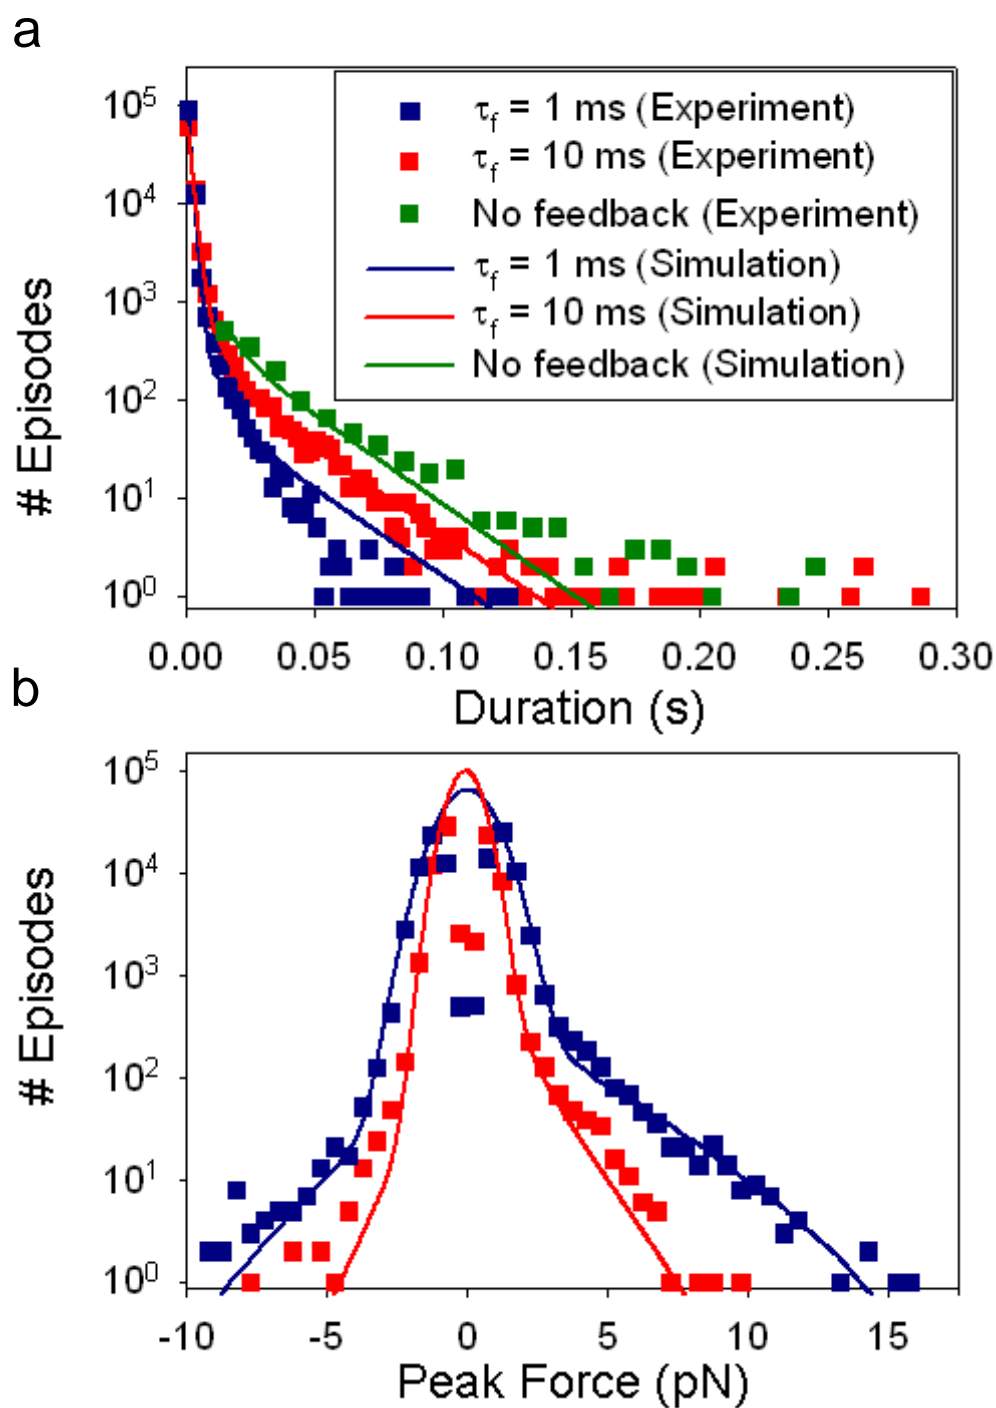 a
10⁵
10⁴
10³
10²
10¹
10⁰
# Episodes
τf = 1 ms (Experiment)
τf = 10 ms (Experiment)
No feedback (Experiment)
τf = 1 ms (Simulation)
τf = 10 ms (Simulation)
No feedback (Simulation)
0.00 0.05 0.10 0.15 0.20 0.25 0.30
Duration (s)
b
10⁵
10⁴
10³
10²
10¹
10⁰
# Episodes
-10 -5 0 5 10 15
Peak Force (pN)